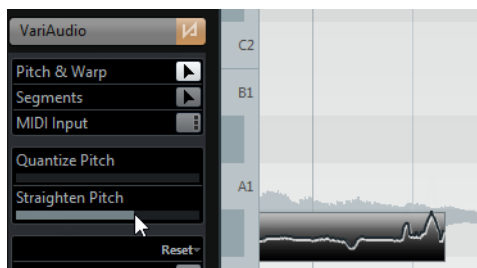 VariAudio
Pitch & Warp
Segments
MIDI Input
Quantize Pitch
Straighten Pitch
Reset
C2
B1
A1